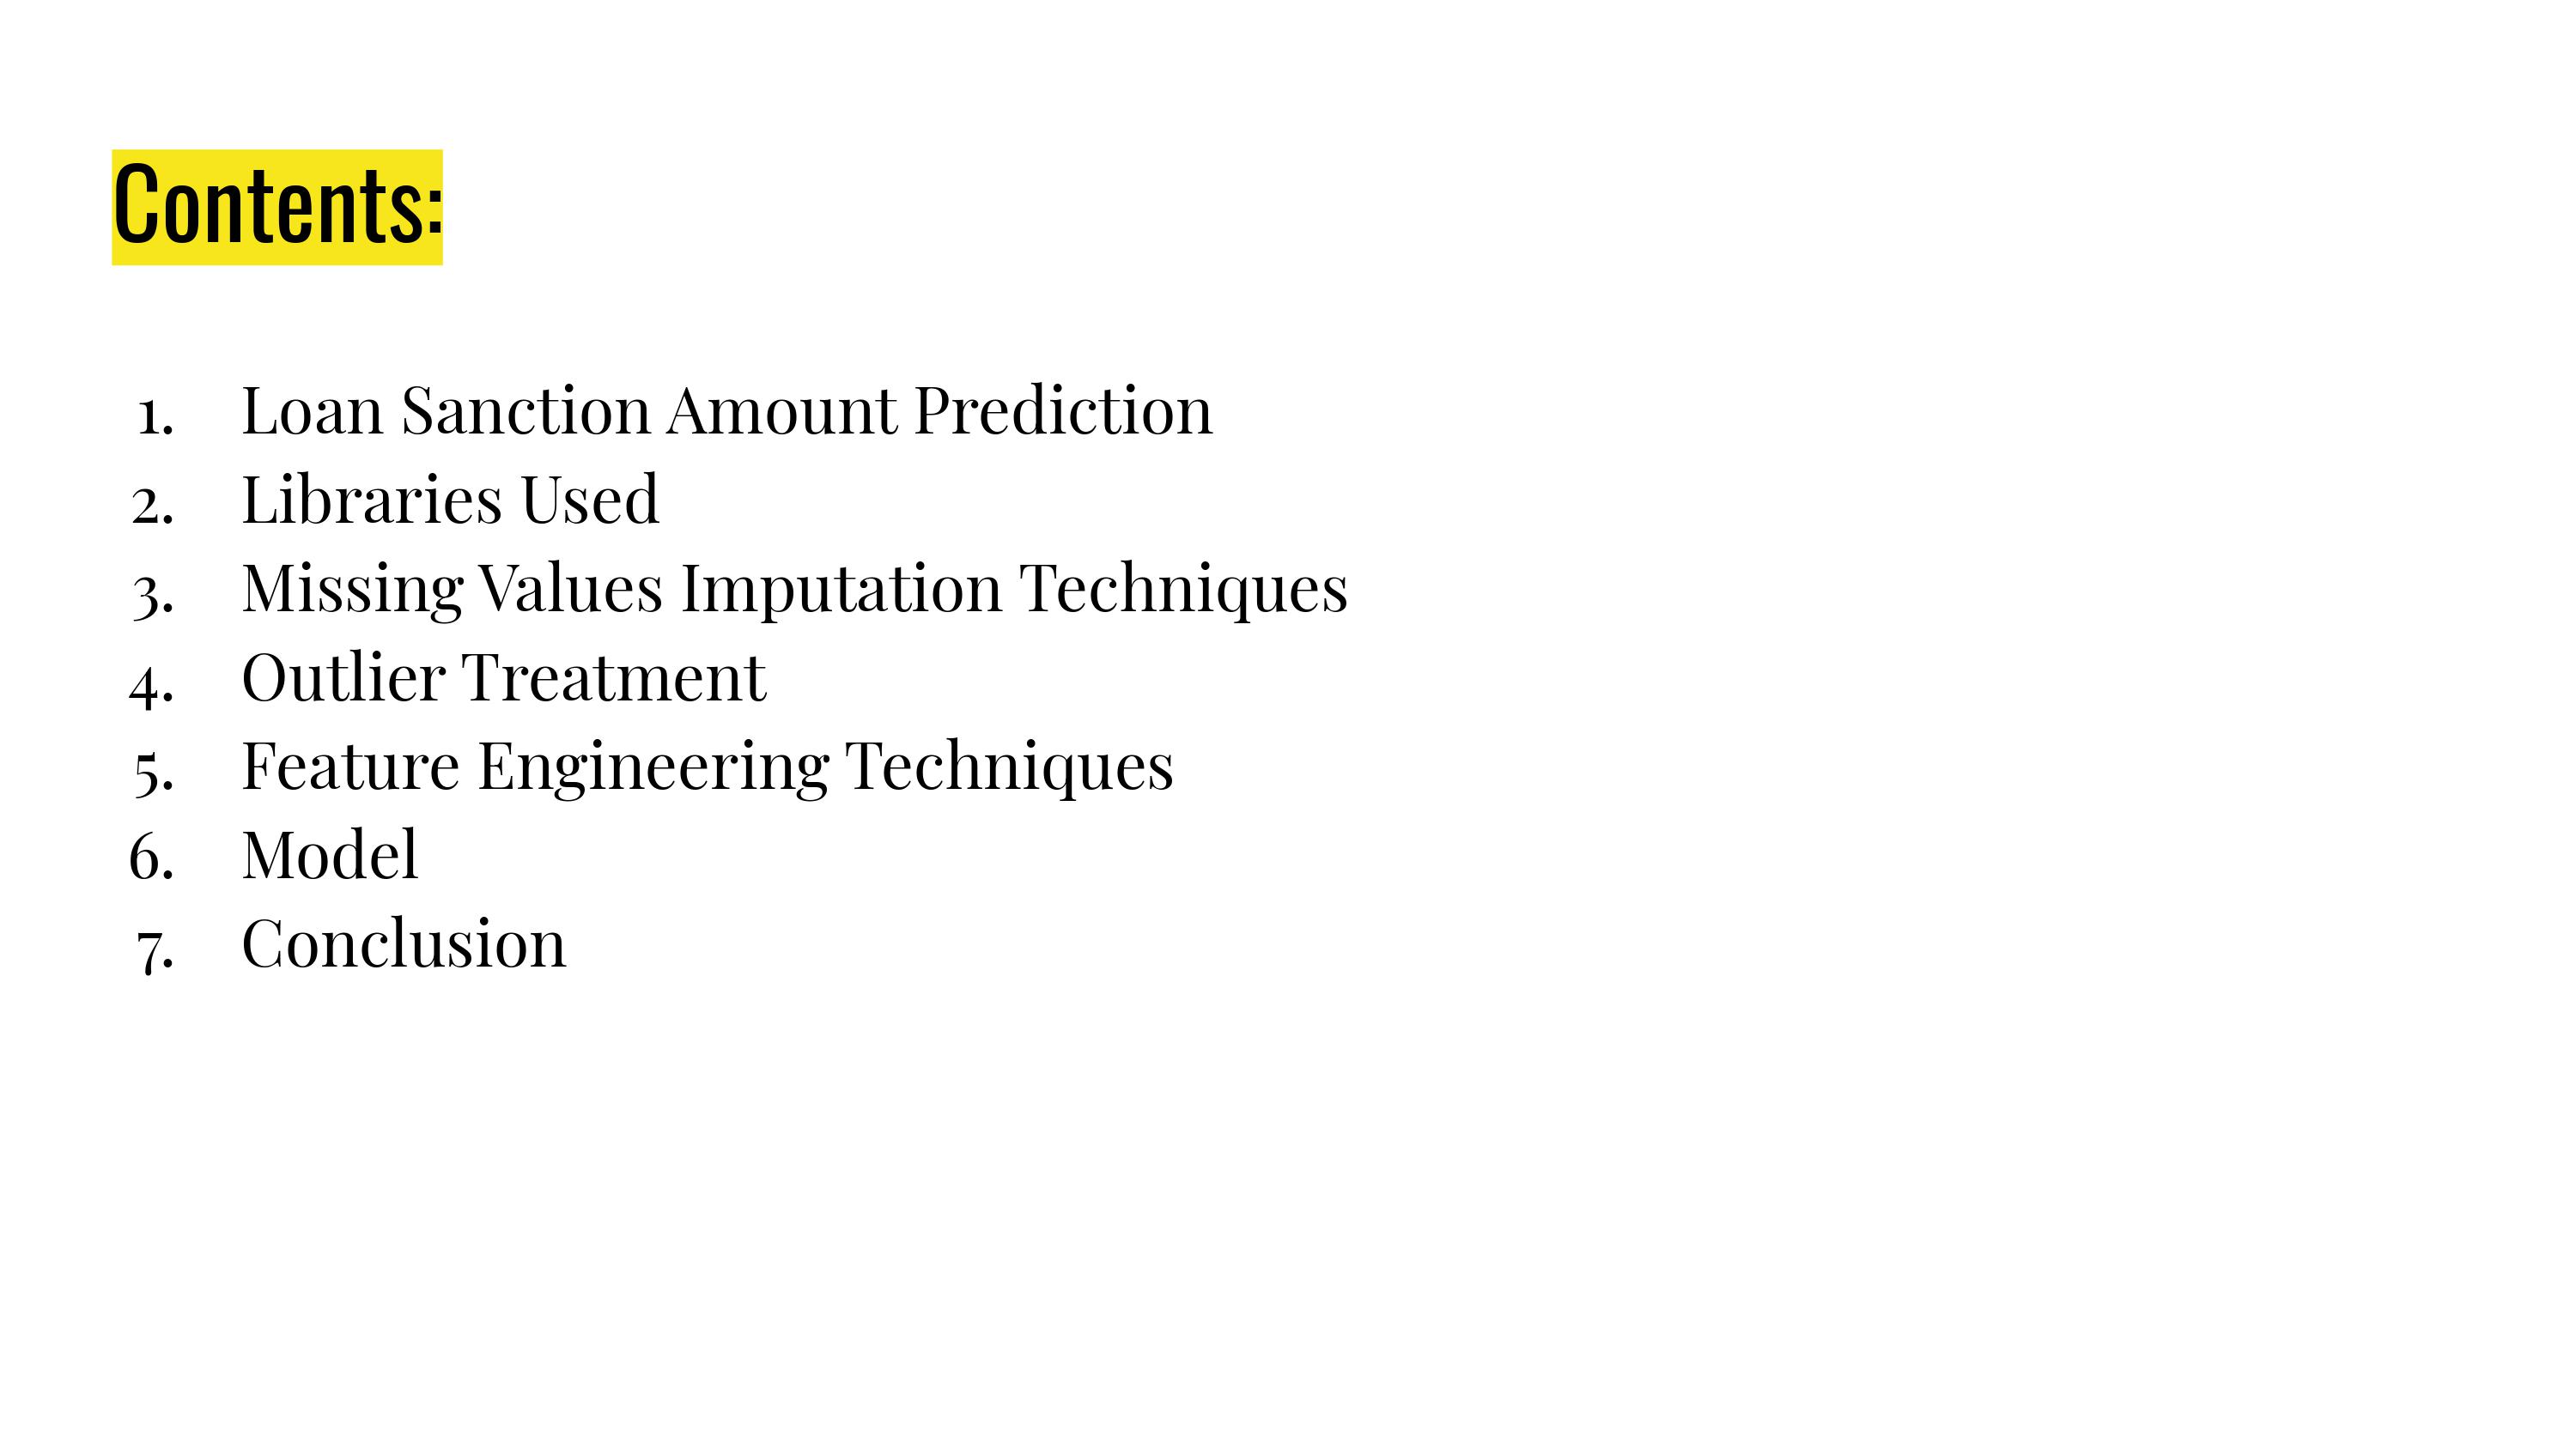 Contents:
1. Loan Sanction Amount Prediction
2. Libraries Used
3. Missing Values Imputation Techniques
4. Outlier Treatment
5. Feature Engineering Techniques
6. Model
7. Conclusion